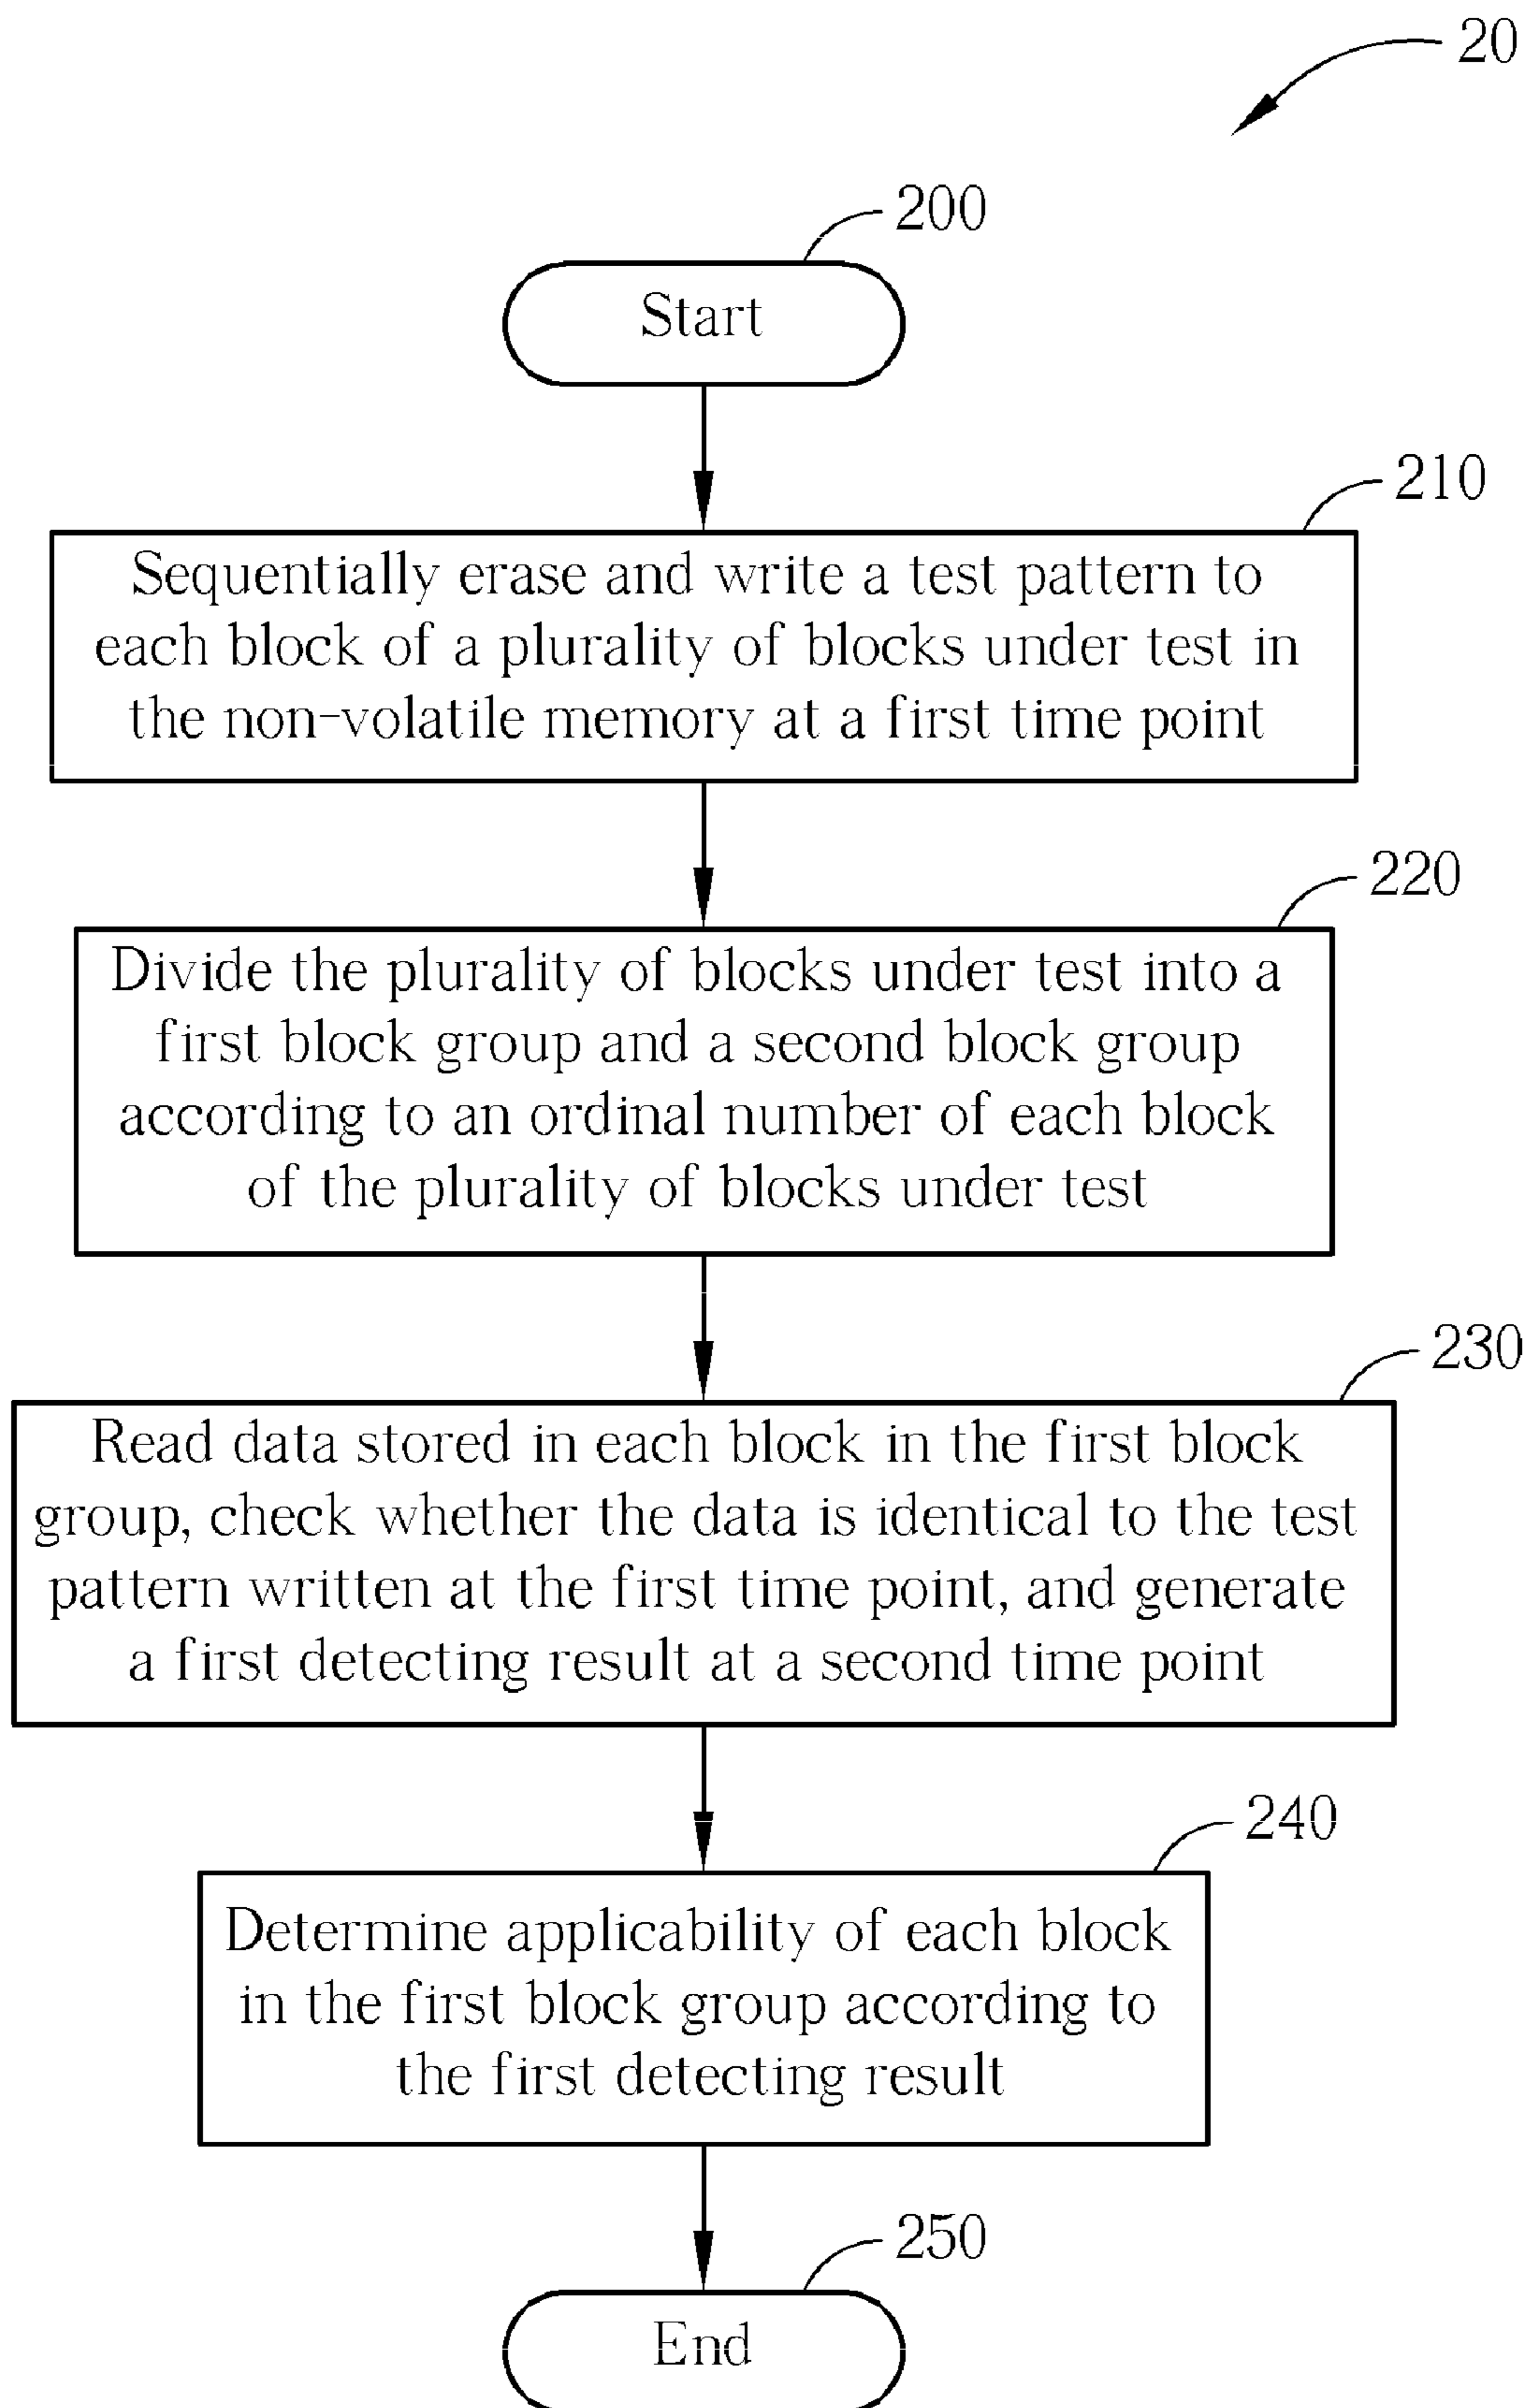 20
200
Start
210
Sequentially erase and write a test pattern to
each block of a plurality of blocks under test in
the non-volatile memory at a first time point
220
Divide the plurality of blocks under test into a
first block group and a second block group
according to an ordinal number of each block
of the plurality of blocks under test
230
Read data stored in each block in the first block
group, check whether the data is identical to the test
pattern written at the first time point, and generate
a first detecting result at a second time point
240
Determine applicability of each block
in the first block group according to
the first detecting result
250
End